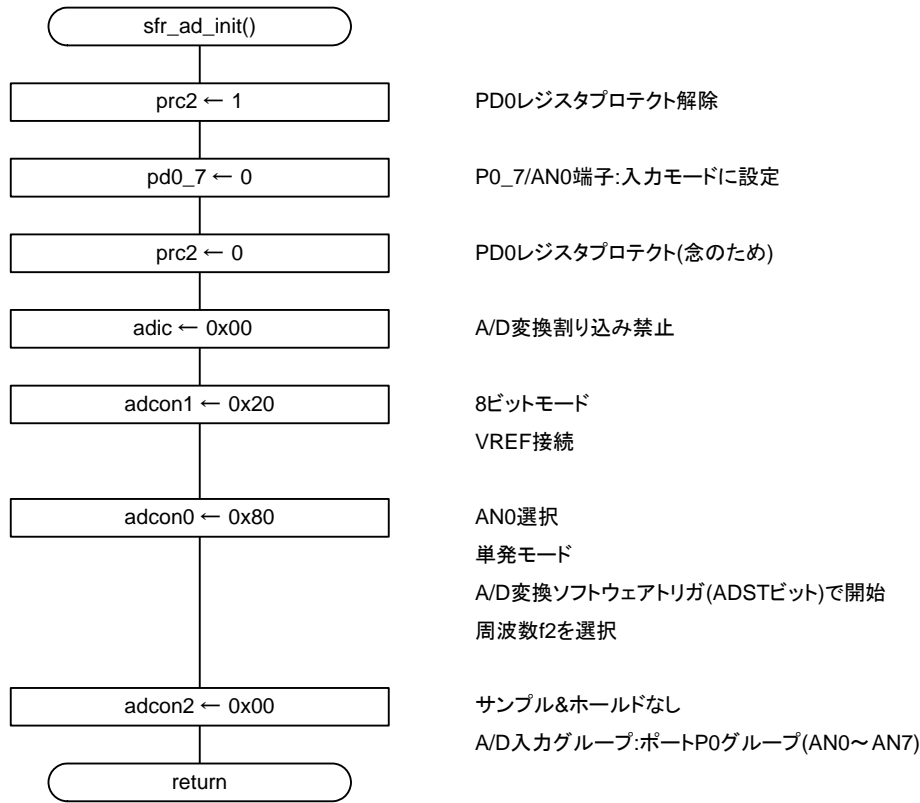 sfr_ad_init()
prc2 ← 1 PD0レジスタプロテクト解除
pd0_7 ← 0 P0_7/AN0端子:入力モードに設定
prc2 ← 0 PD0レジスタプロテクト(念のため)
adic ← 0x00 A/D変換割り込み禁止
adcon1 ← 0x20 8ビットモード
VREF接続
adcon0 ← 0x80 AN0選択
単発モード
A/D変換ソフトウェアトリガ(ADSTビット)で開始
周波数f2を選択
adcon2 ← 0x00 サンプル&ホールドなし
A/D入力グループ:ポートP0グループ(AN0～AN7)
return